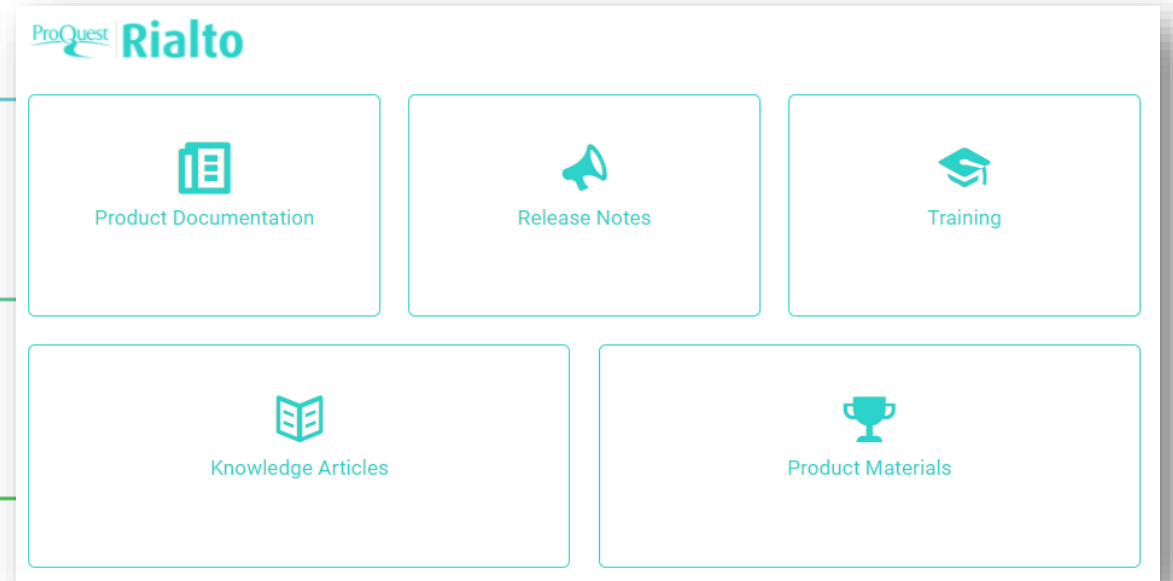 ProQuest Rialto
Product Documentation
Release Notes
Training
Knowledge Articles
Product Materials